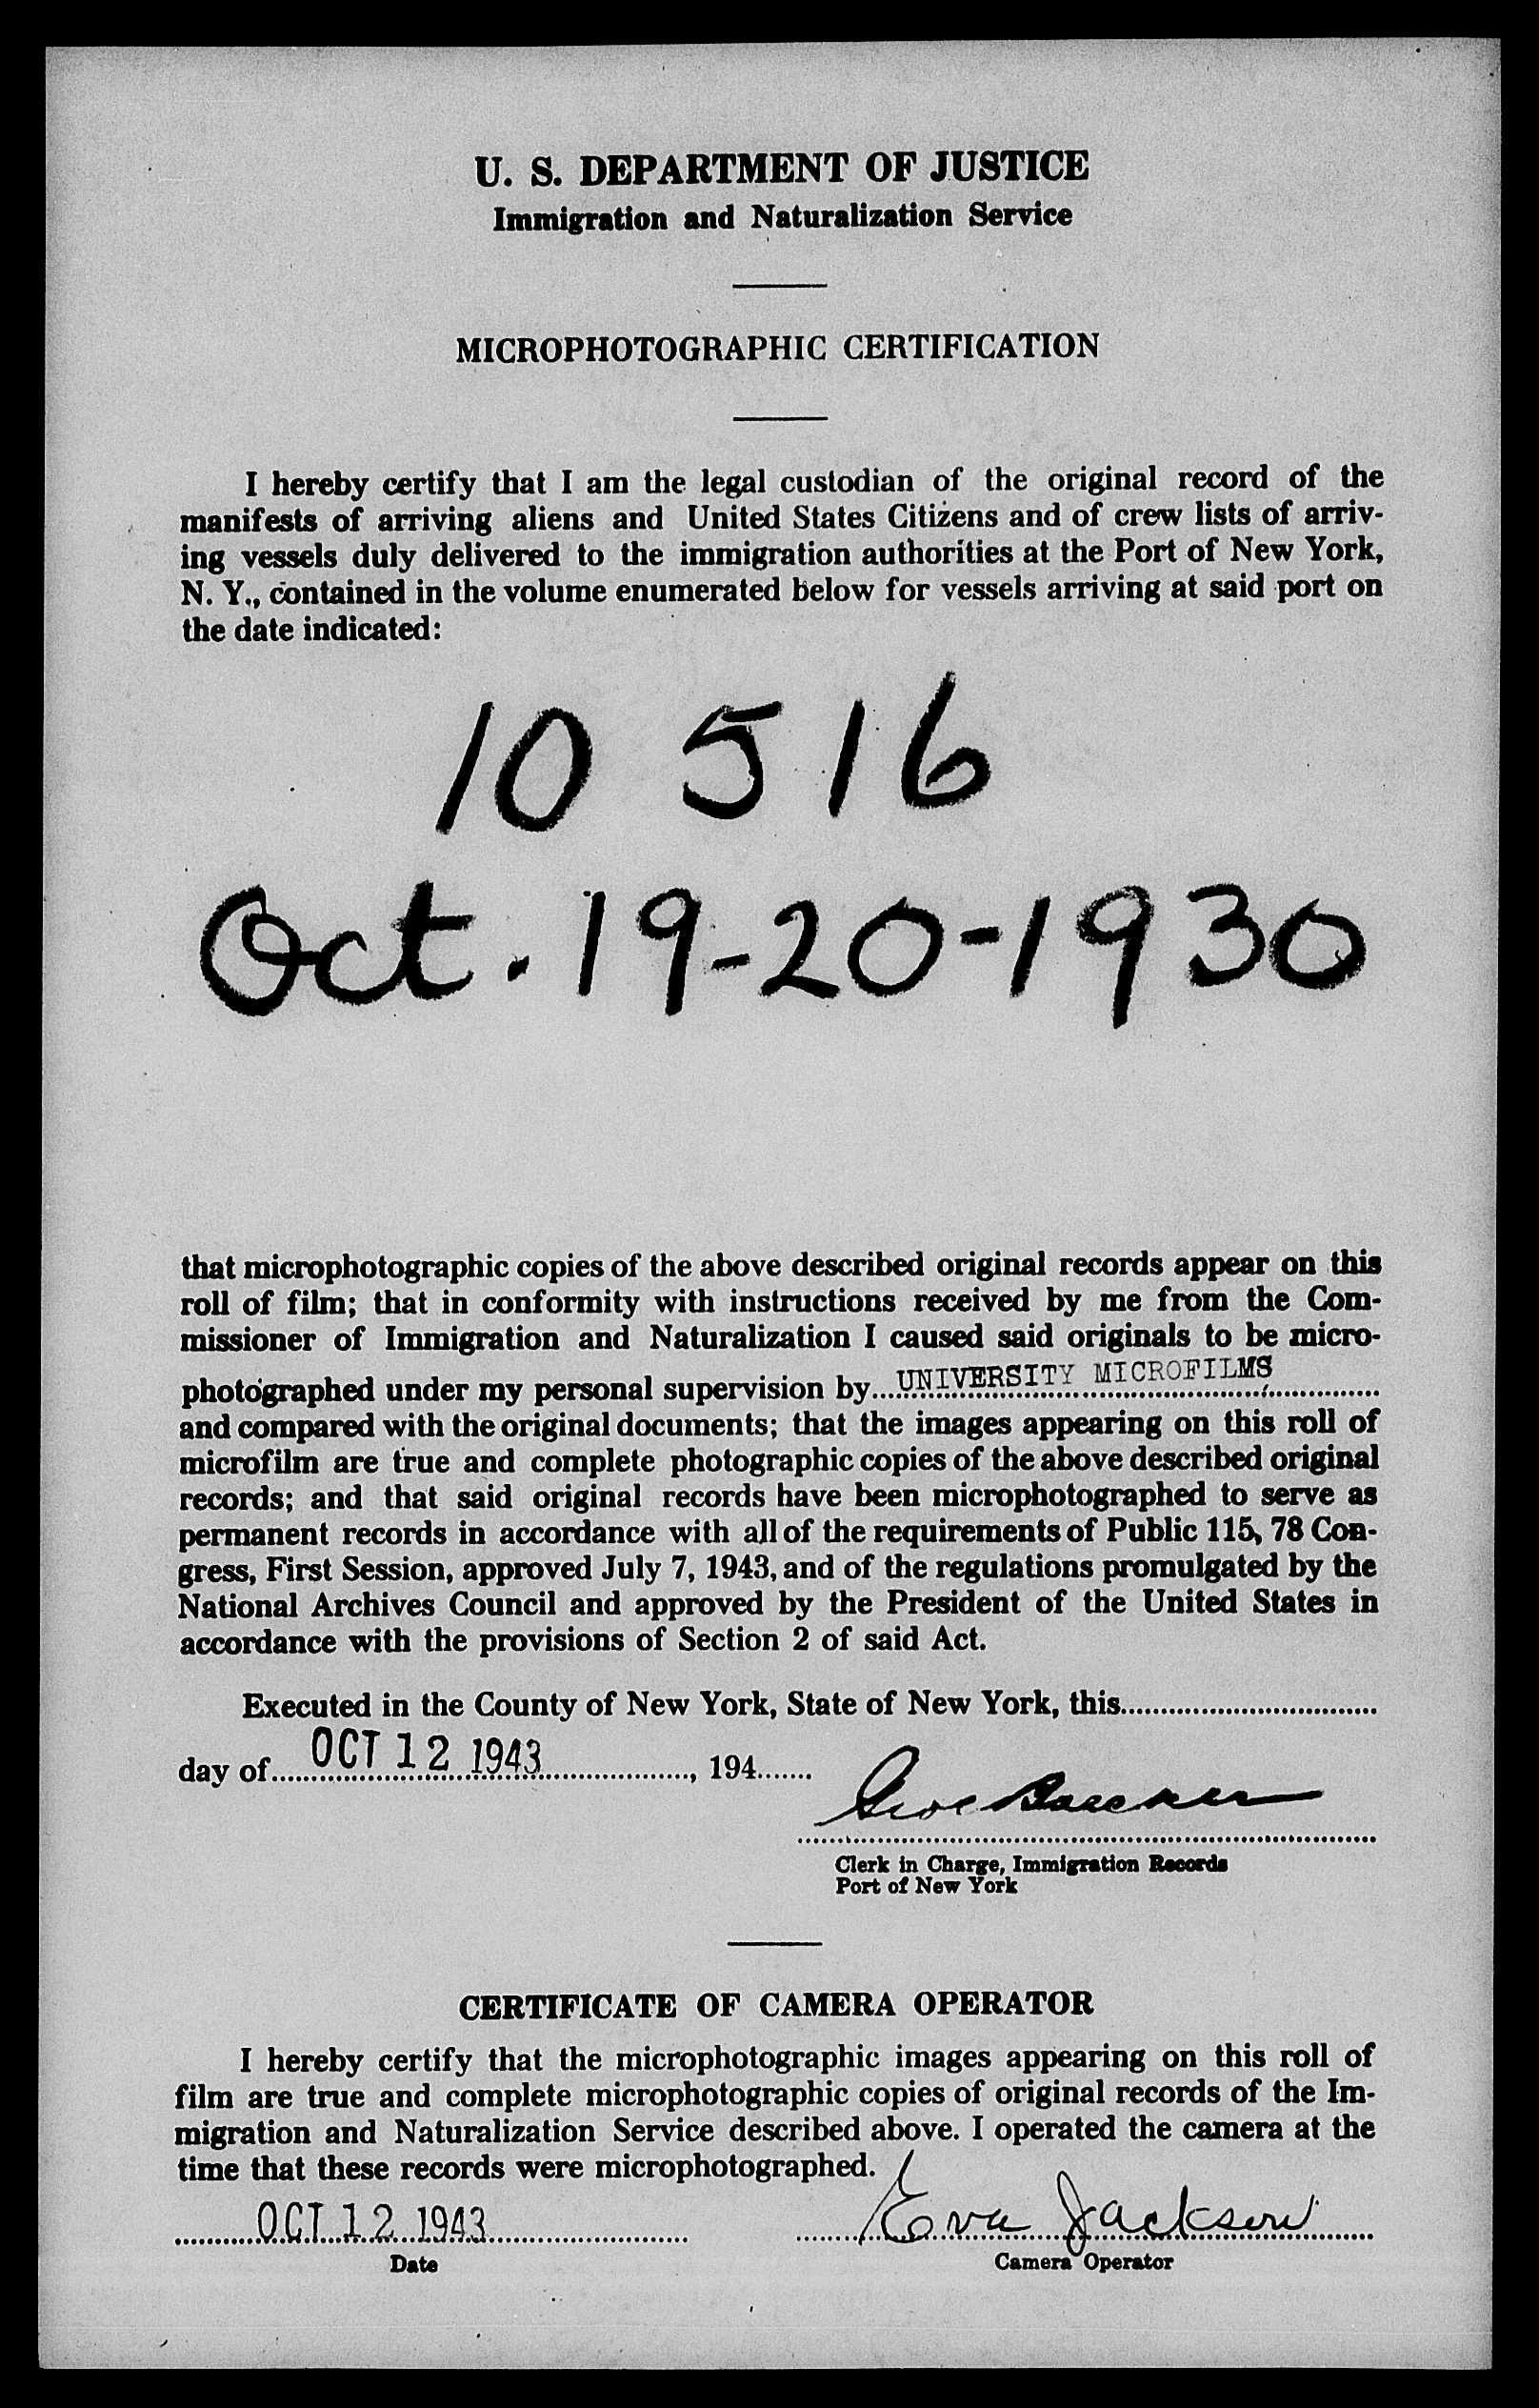 U. S. DEPARTMENT OF JUSTICE
Immigration and Naturalization Service
MICROPHOTOGRAPHIC CERTIFICATION
I hereby certify that I am the legal custodian of the original record of the
manifests of arriving aliens and United States Citizens and of crew lists of arriv-
ing vessels duly delivered to the immigration authorities at the Port of New York,
N. Y., contained in the volume enumerated below for vessels arriving at said port on
the date indicated:
10 516
Oct. 19-20-1930
that microphotographic copies of the above described original records appear on this
roll of film; that in conformity with instructions received by me from the Com-
missioner of Immigration and Naturalization I caused said originals to be micro-
photographed under my personal supervision by...UNIVERSITY MICROFILMS,
and compared with the original documents; that the images appearing on this roll of
microfilm are true and complete photographic copies of the above described original
records; and that said original records have been microphotographed to serve as
permanent records in accordance with all of the requirements of Public 115, 78 Con-
gress, First Session, approved July 7, 1943, and of the regulations promulgated by the
National Archives Council and approved by the President of the United States in
accordance with the provisions of Section 2 of said Act.
Executed in the County of New York, State of New York, this
day of OCT 12 1943, 194
Clerk in Charge, Immigration Records
Port of New York
CERTIFICATE OF CAMERA OPERATOR
I hereby certify that the microphotographic images appearing on this roll of
film are true and complete microphotographic copies of original records of the Im-
migration and Naturalization Service described above. I operated the camera at the
time that these records were microphotographed.
OCT 12 1943 Eva Jackson
Date Camera Operator